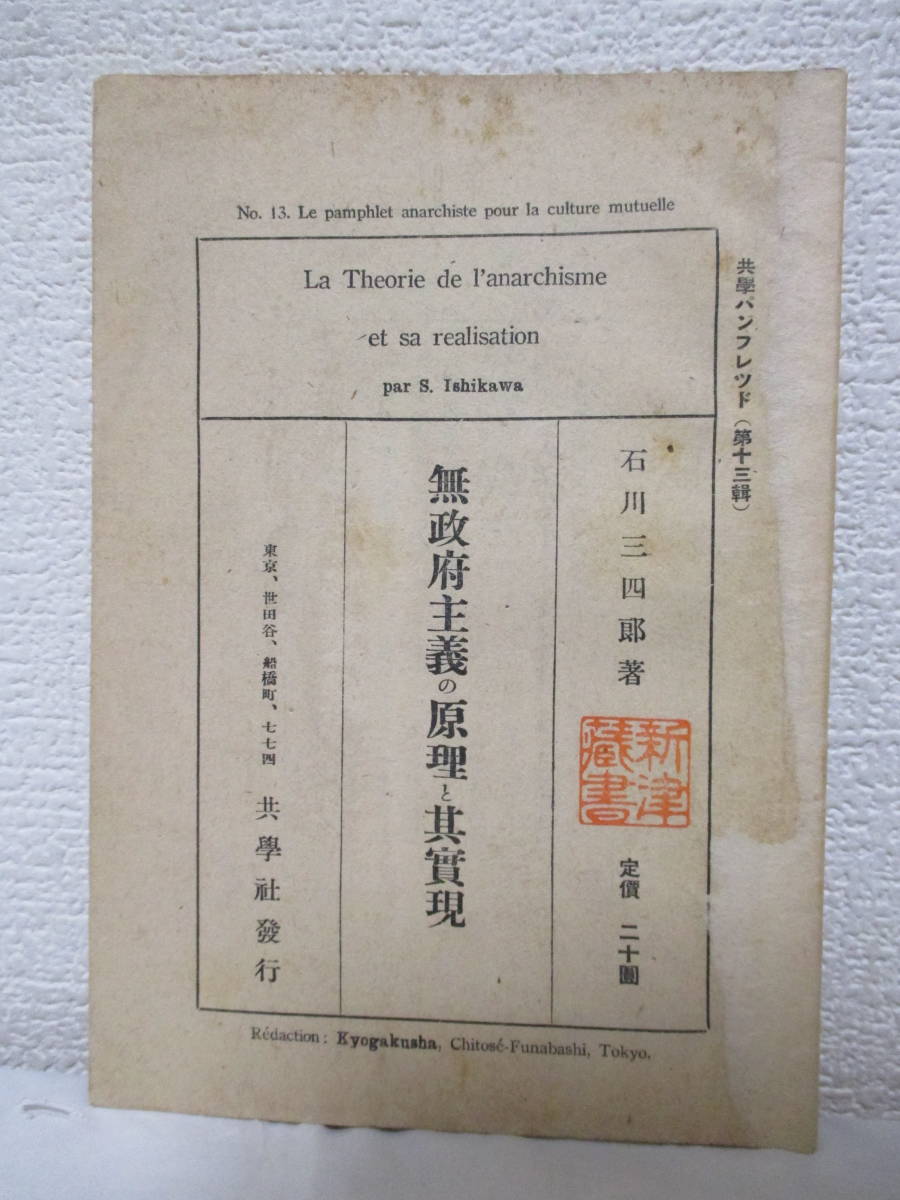 No. 13. Le pamphlet anarchiste pour la culture mutuelle
La Theorie de l'anarchisme
et sa realisation
par S. Ishikawa
共學パンフレツド（第十三輯）
石川三四郎著
新津
藏書
定價 二十圓
無政府主義の原理と其實現
東京、世田谷、船橋町、七七四 共學社發行
Rédaction: Kyogakusha, Chitosé-Funabashi, Tokyo.